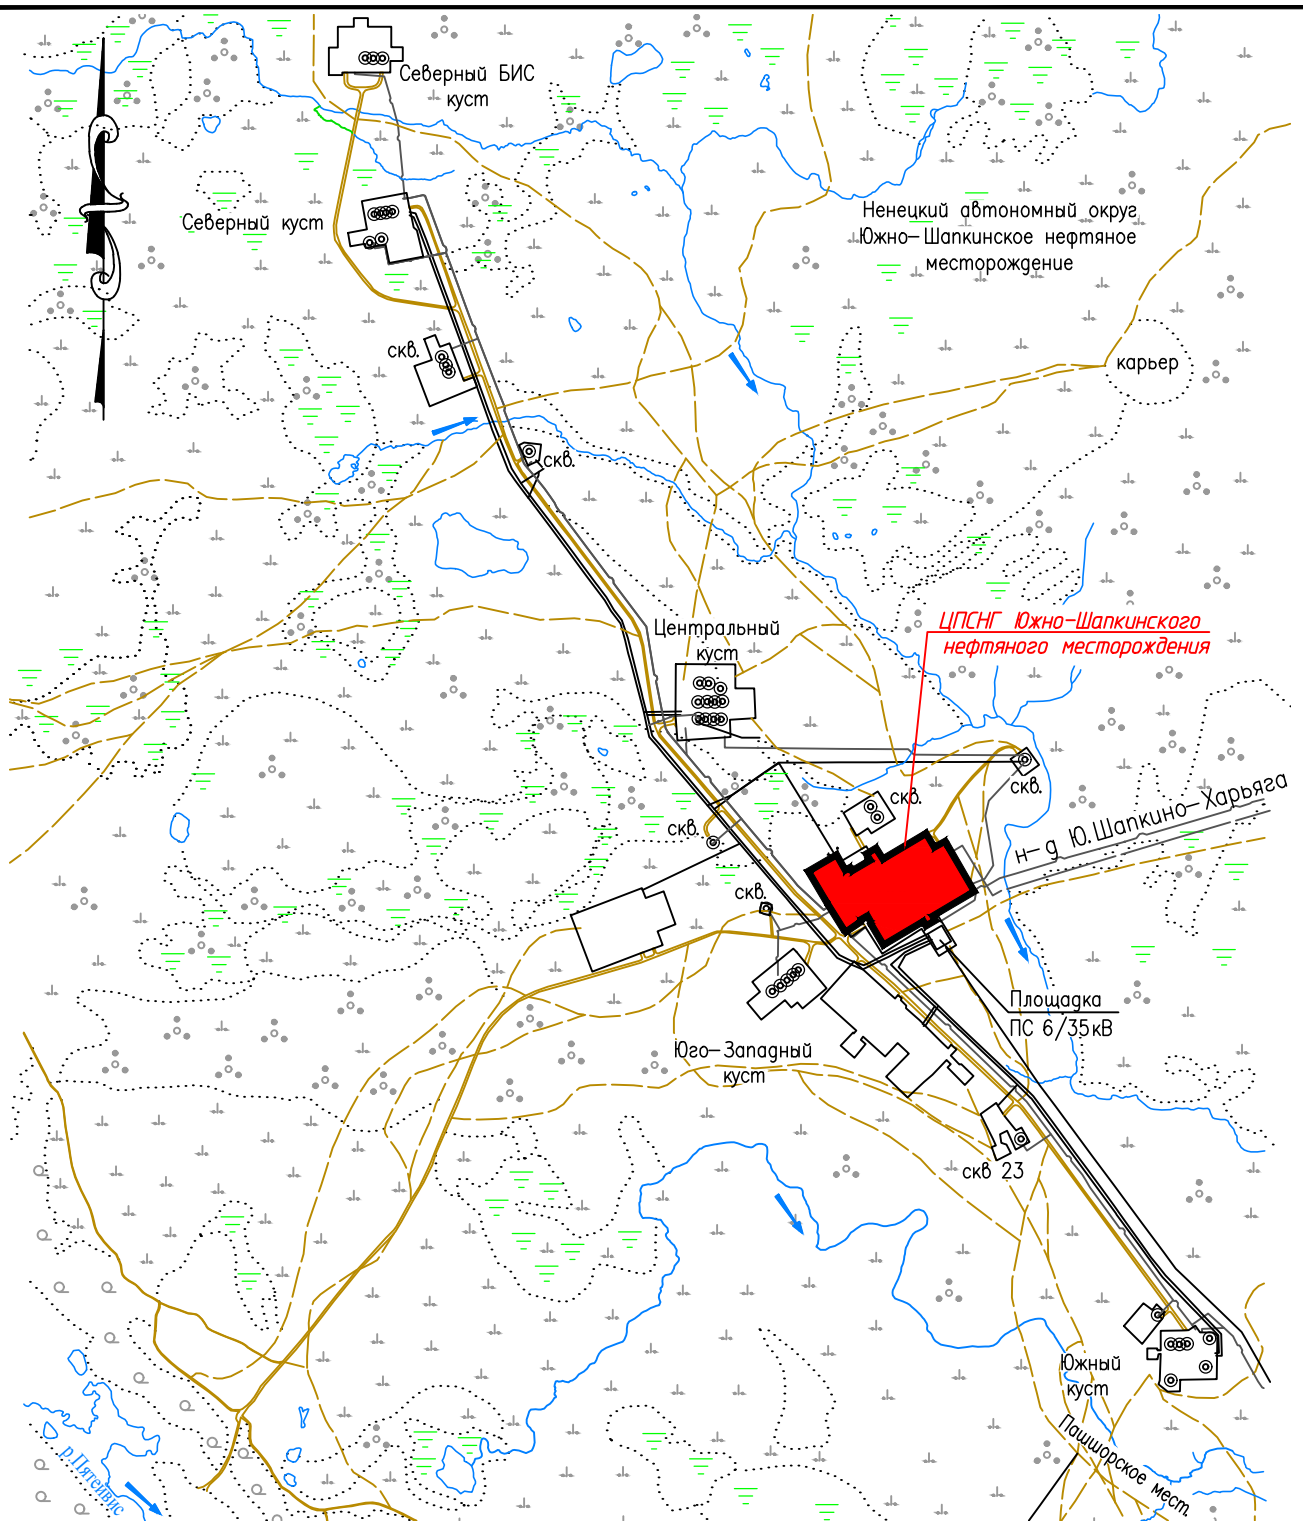 Северный БИС
куст
Северный куст
Ненецкий автономный округ
Южно-Шапкинское нефтяное
месторождение
скв.
карьер
скв.
Центральный
куст
ЦПСНГ Южно-Шапкинского
нефтяного месторождения
скв.
скв.
скв.
н-д Ю.Шапкино-Харьяга
скв.
Площадка
ПС 6/35кВ
Юго-Западный
куст
скв 23
Южный
куст
Пашшорское мест.
р.Пятейвис